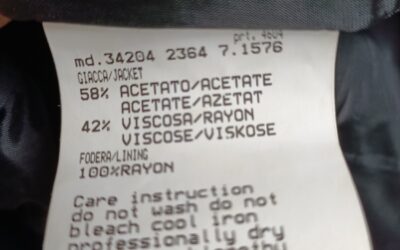 prt. 4604
md.34204 2364 7.1576
GIACCA/JACKET
58% ACETATO/ACETATE
ACETATE/AZETAT
42% VISCOSA/RAYON
VISCOSE/VISKOSE
FODERA/LINING
100%RAYON
Care instruction
do not wash do not
bleach cool iron
professionally dry